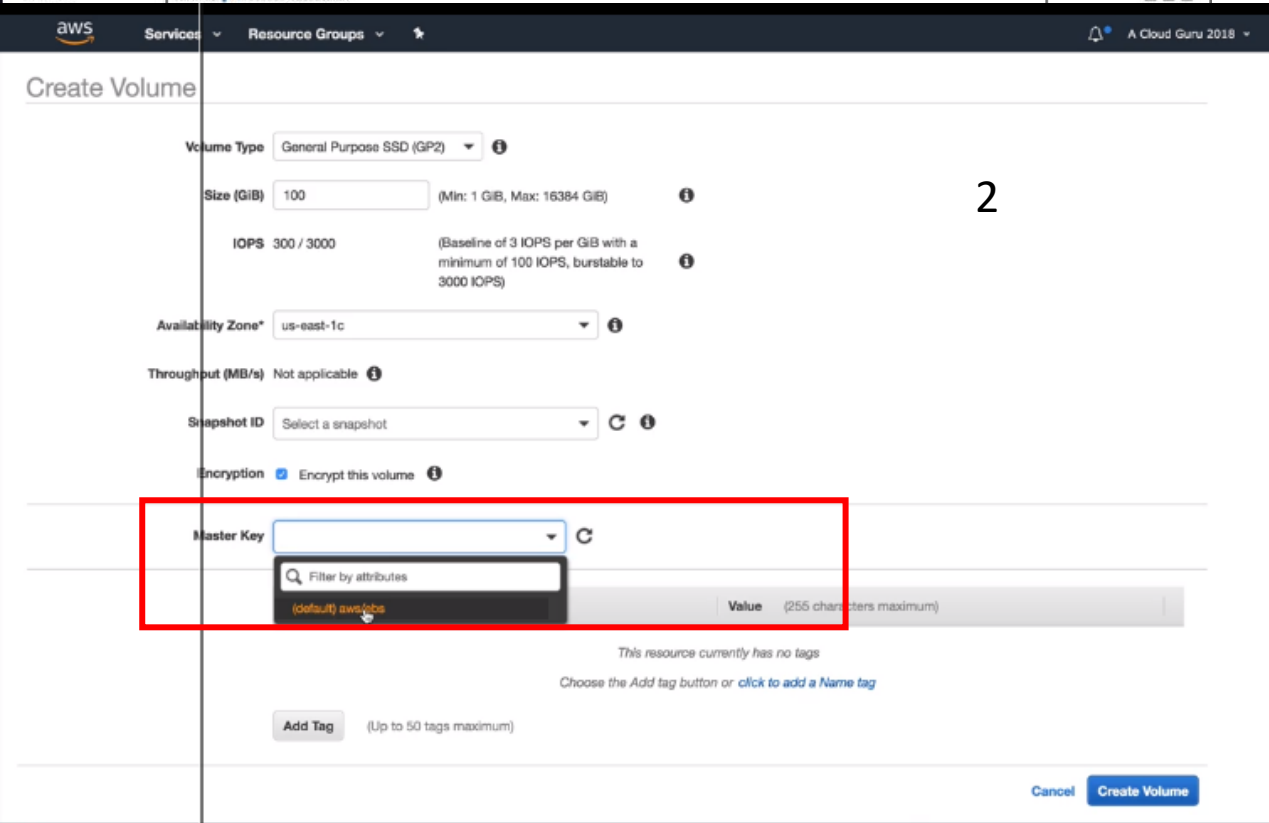 aws Services Resource Groups A Cloud Guru 2018
Create Volume
2
Volume Type General Purpose SSD (GP2)
Size (GiB) 100 (Min: 1 GiB, Max: 16384 GiB)
IOPS 300 / 3000 (Baseline of 3 IOPS per GiB with a
minimum of 100 IOPS, burstable to
3000 IOPS)
Availability Zone* us-east-1c
Throughput (MB/s) Not applicable
Snapshot ID Select a snapshot
Encryption Encrypt this volume
Master Key
Filter by attributes
(default) aws/ebs
Value (255 characters maximum)
This resource currently has no tags
Choose the Add tag button or click to add a Name tag
Add Tag (Up to 50 tags maximum)
Cancel Create Volume